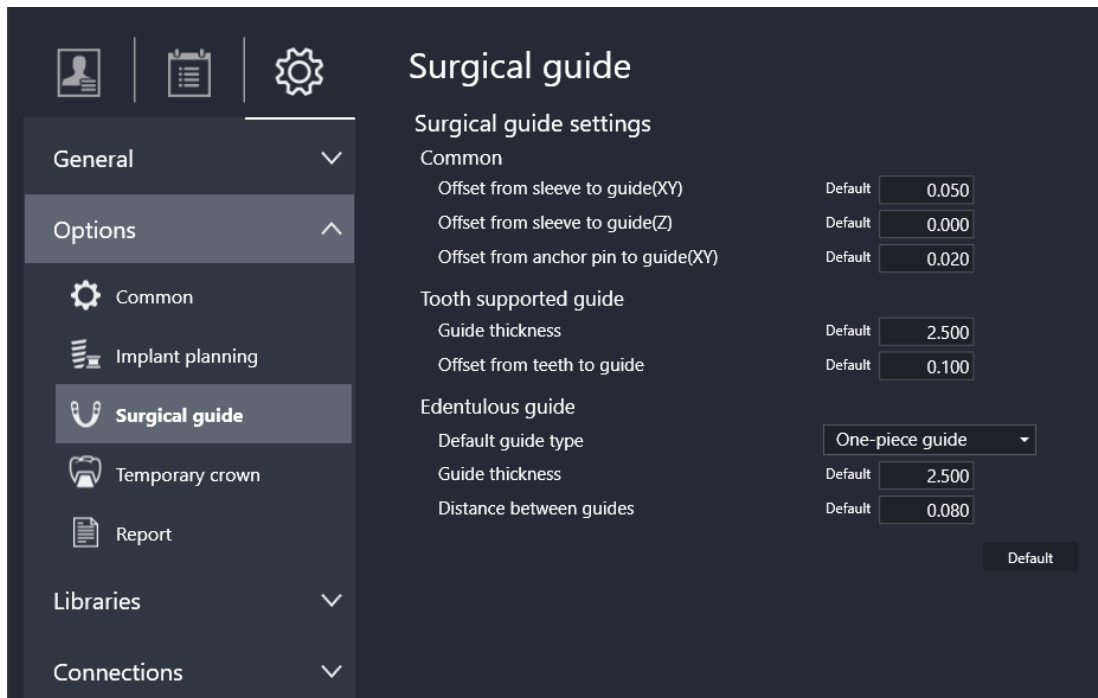 Surgical guide
Surgical guide settings
General
Common
Offset from sleeve to guide(XY) Default 0.050
Options
Offset from sleeve to guide(Z) Default 0.000
Offset from anchor pin to guide(XY) Default 0.020
Common
Tooth supported guide
Implant planning
Guide thickness Default 2.500
Offset from teeth to guide Default 0.100
Surgical guide
Edentulous guide
Default guide type One-piece guide
Temporary crown
Guide thickness Default 2.500
Distance between guides Default 0.080
Report
Default
Libraries
Connections